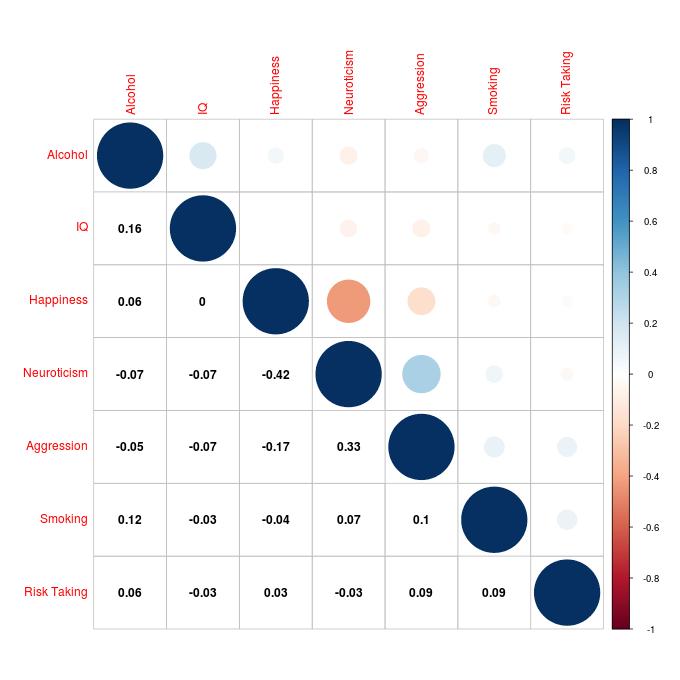 Alcohol IQ Happiness Neuroticism Aggression Smoking Risk Taking
Alcohol
IQ 0.16
Happiness 0.06 0
Neuroticism -0.07 -0.07 -0.42
Aggression -0.05 -0.07 -0.17 0.33
Smoking 0.12 -0.03 -0.04 0.07 0.1
Risk Taking 0.06 -0.03 0.03 -0.03 0.09 0.09
1
0.8
0.6
0.4
0.2
0
-0.2
-0.4
-0.6
-0.8
-1